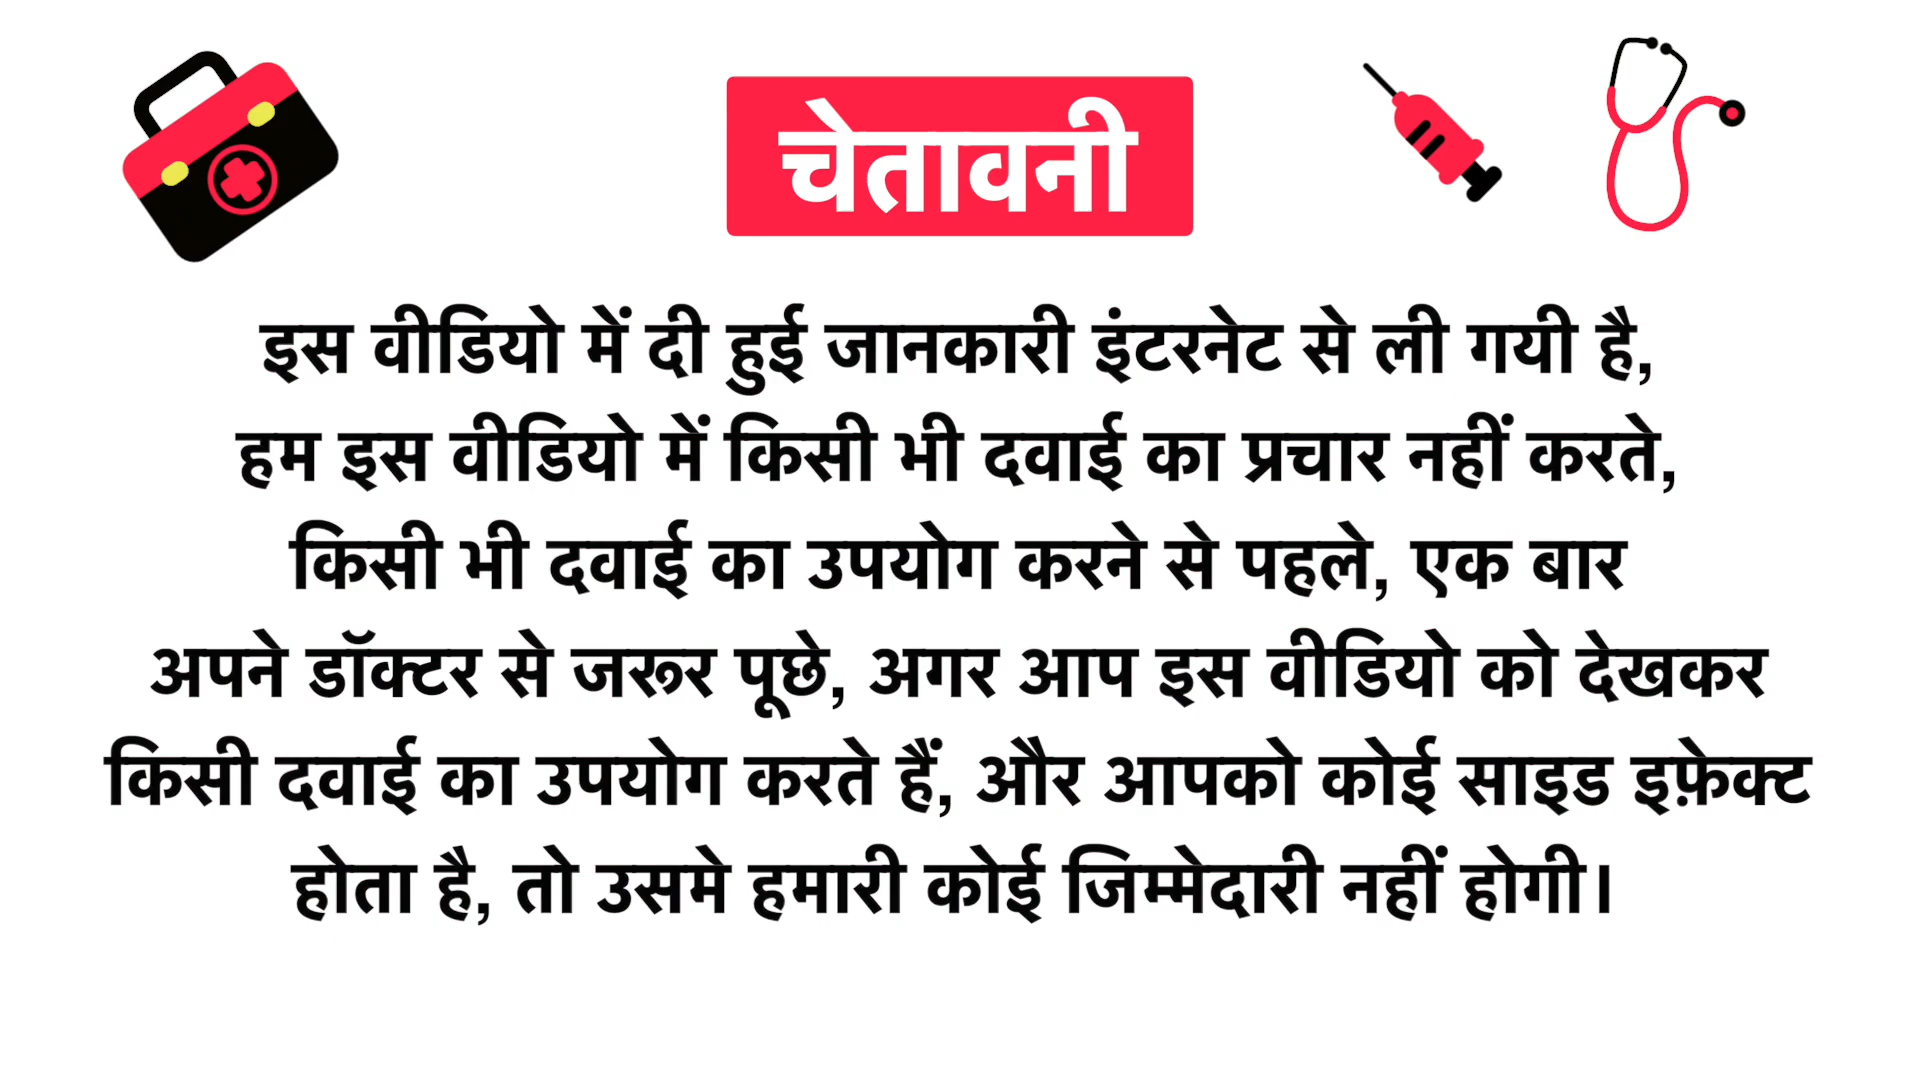 चेतावनी
इस वीडियो में दी हुई जानकारी इंटरनेट से ली गयी है,
हम इस वीडियो में किसी भी दवाई का प्रचार नहीं करते,
किसी भी दवाई का उपयोग करने से पहले, एक बार
अपने डॉक्टर से जरूर पूछे, अगर आप इस वीडियो को देखकर
किसी दवाई का उपयोग करते हैं, और आपको कोई साइड इफ़ेक्ट
होता है, तो उसमे हमारी कोई जिम्मेदारी नहीं होगी।